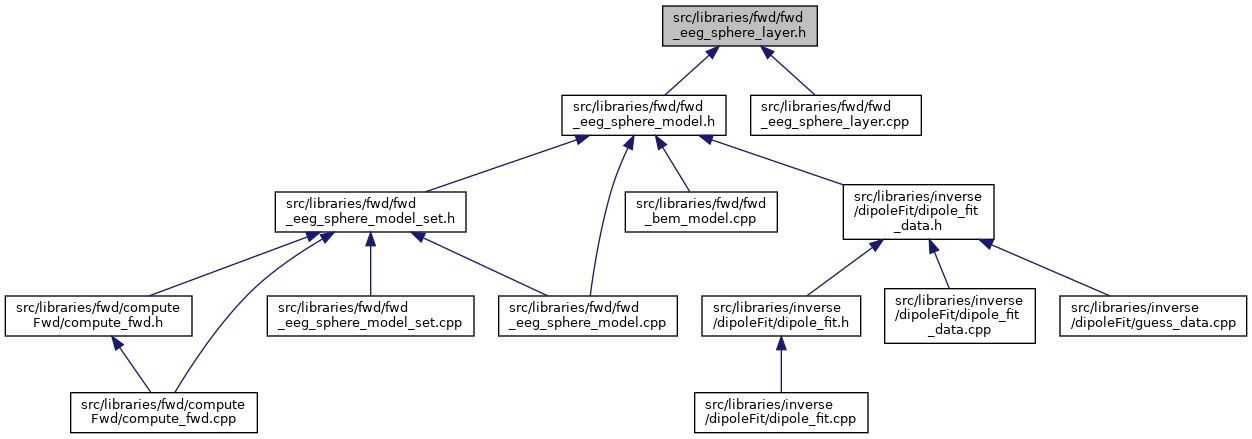 src/libraries/fwd/fwd
_eeg_sphere_layer.h
src/libraries/fwd/fwd
_eeg_sphere_model.h
src/libraries/fwd/fwd
_eeg_sphere_layer.cpp
src/libraries/fwd/fwd
_eeg_sphere_model_set.h
src/libraries/fwd/fwd
_bem_model.cpp
src/libraries/inverse
/dipoleFit/dipole_fit
_data.h
src/libraries/fwd/compute
Fwd/compute_fwd.h
src/libraries/fwd/fwd
_eeg_sphere_model_set.cpp
src/libraries/fwd/fwd
_eeg_sphere_model.cpp
src/libraries/inverse
/dipoleFit/dipole_fit.h
src/libraries/inverse
/dipoleFit/dipole_fit
_data.cpp
src/libraries/inverse
/dipoleFit/guess_data.cpp
src/libraries/fwd/compute
Fwd/compute_fwd.cpp
src/libraries/inverse
/dipoleFit/dipole_fit.cpp